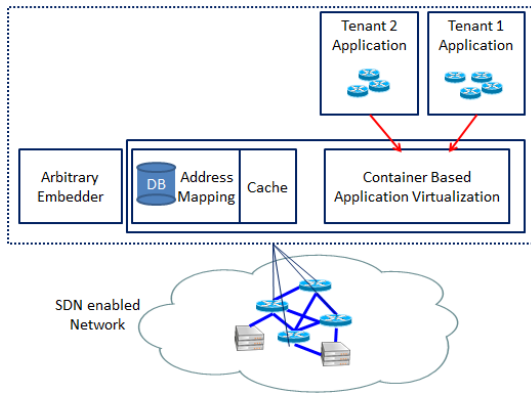 Tenant 2
Application
Tenant 1
Application
Arbitrary
Embedder
DB
Address
Mapping
Cache
Container Based
Application Virtualization
SDN enabled
Network